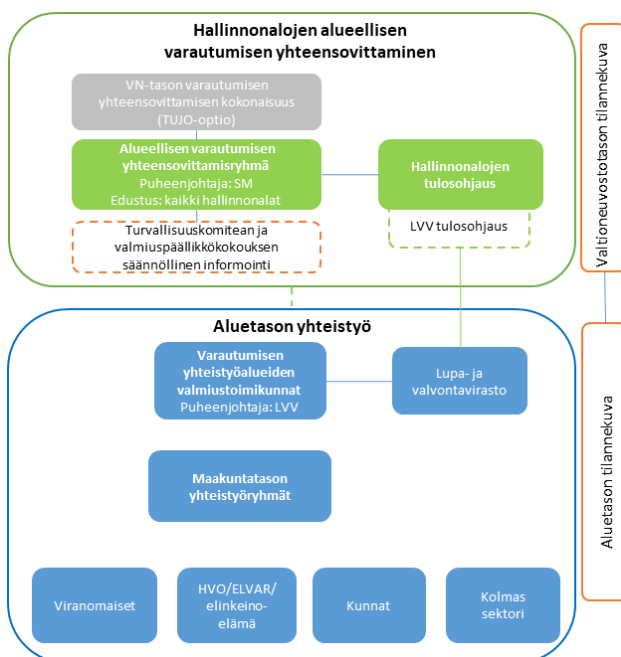 Hallinnonalojen alueellisen
varautumisen yhteensovittaminen
VN-tason varautumisen
yhteensovittamisen kokonaisuus
(TUJO-optio)
Alueellisen varautumisen
yhteensovittamisryhmä
Puheenjohtaja: SM
Edustus: kaikki hallinnonalat
Hallinnonalojen
tulosohjaus
LVV tulosohjaus
Turvallisuuskomitean ja
valmiuspäällikkökokouksen
säännöllinen informointi
Valtioneuvostotason tilannekuva
Aluetason yhteistyö
Varautumisen
yhteistyöalueiden
valmiustoimikunnat
Puheenjohtaja: LVV
Lupa- ja
valvontavirasto
Maakuntatason
yhteistyöryhmät
Viranomaiset
HVO/ELVAR/
elinkeino-
elämä
Kunnat
Kolmas
sektori
Aluetason tilannekuva